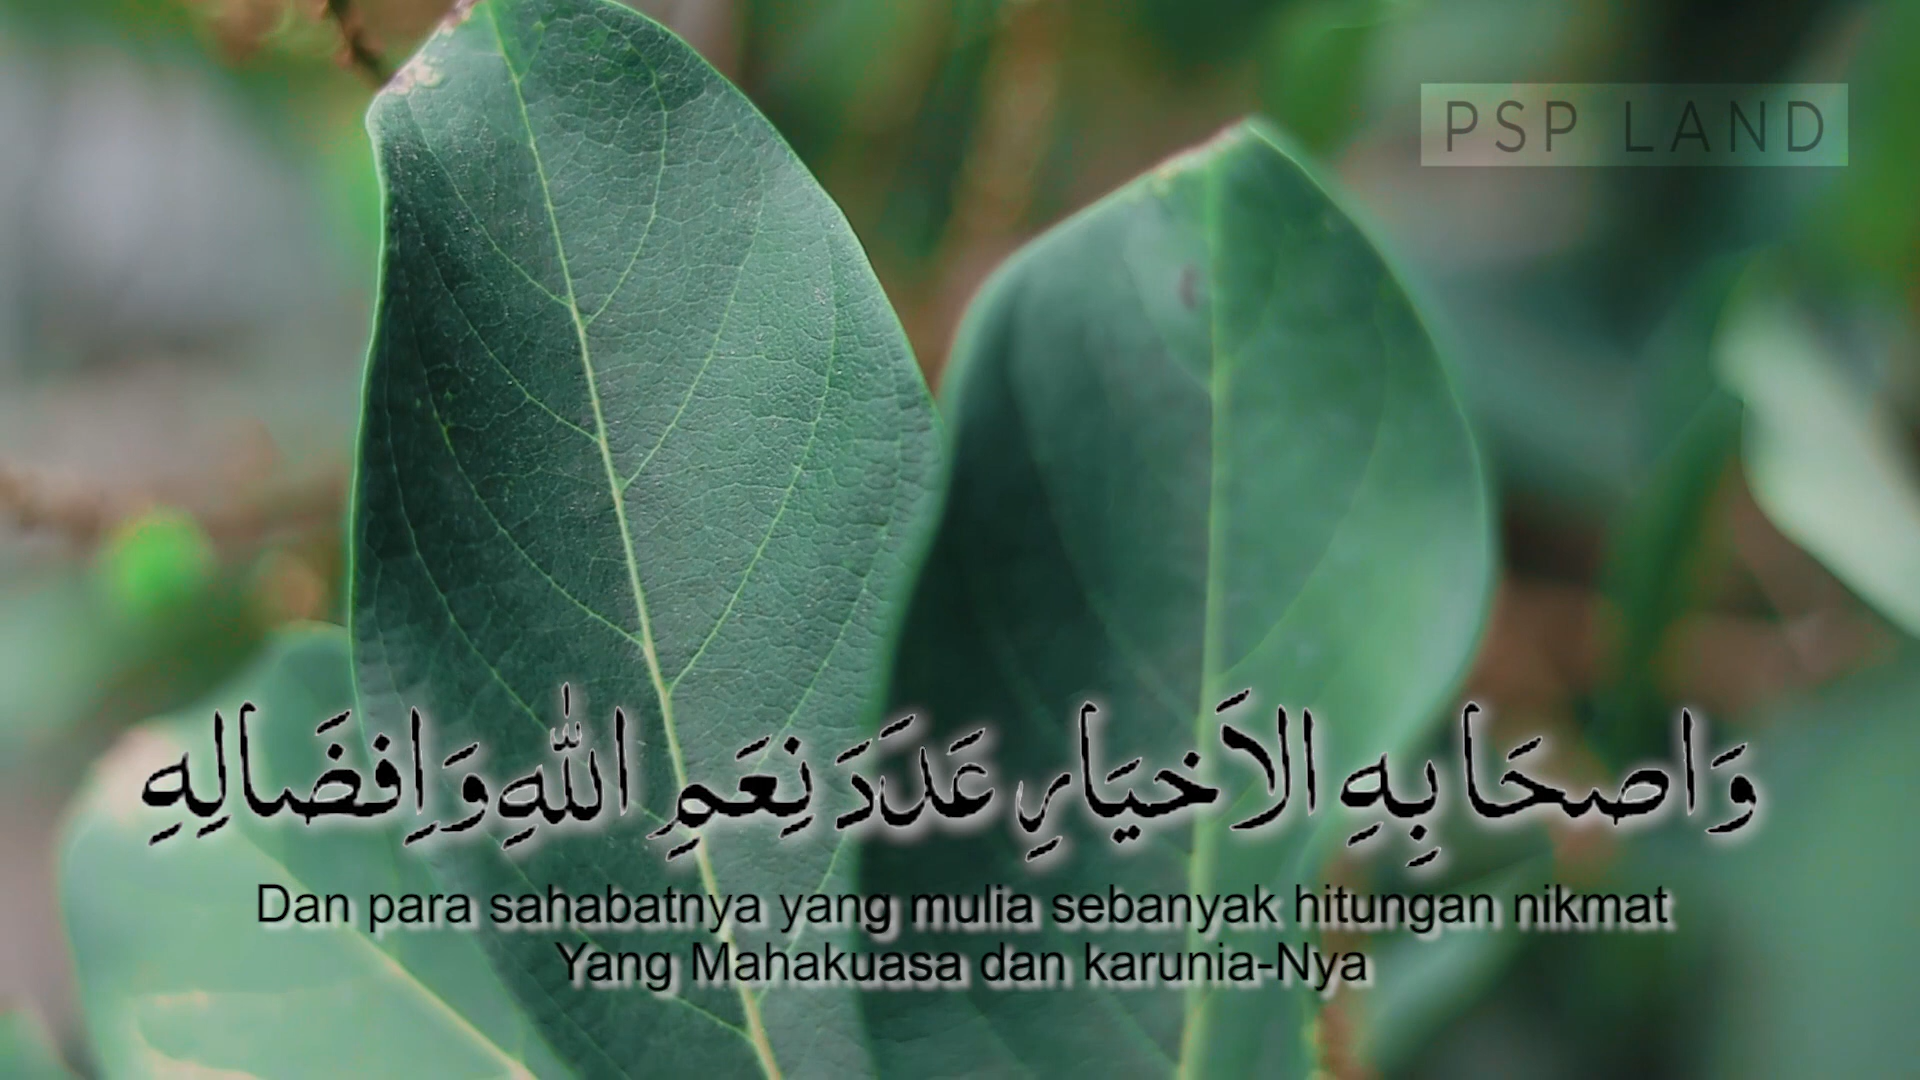 PSP LAND
وَاصحَابِهِ الاَخيَارِ عَدَدَ نِعَمِ اللّٰهِ وَاِفضَالِهِ
Dan para sahabatnya yang mulia sebanyak hitungan nikmat
Yang Mahakuasa dan karunia-Nya